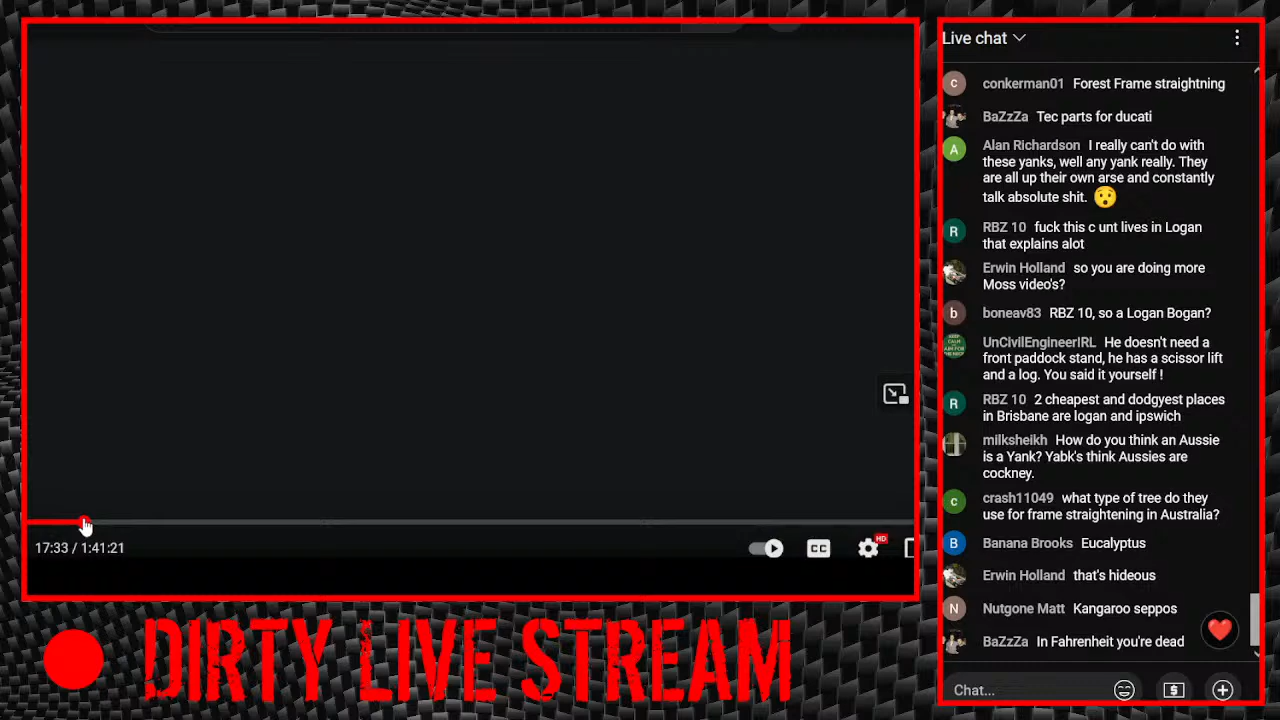 Live chat
conkerman01 Forest Frame straightning
BaZzZa Tec parts for ducati
Alan Richardson I really can't do with
these yanks, well any yank really. They
are all up their own arse and constantly
talk absolute shit. 😯
RBZ 10 fuck this c unt lives in Logan
that explains alot
Erwin Holland so you are doing more
Moss video's?
boneav83 RBZ 10, so a Logan Bogan?
UnCivilEngineerIRL He doesn't need a
front paddock stand, he has a scissor lift
and a log. You said it yourself !
RBZ 10 2 cheapest and dodgyest places
in Brisbane are logan and ipswich
milksheikh How do you think an Aussie
is a Yank? Yabk's think Aussies are
cockney.
crash11049 what type of tree do they
use for frame straightening in Australia?
Banana Brooks Eucalyptus
Erwin Holland that's hideous
Nutgone Matt Kangaroo seppos
BaZzZa In Fahrenheit you're dead
Chat...
17:33 / 1:41:21
CC
HD
DIRTY LIVE STREAM